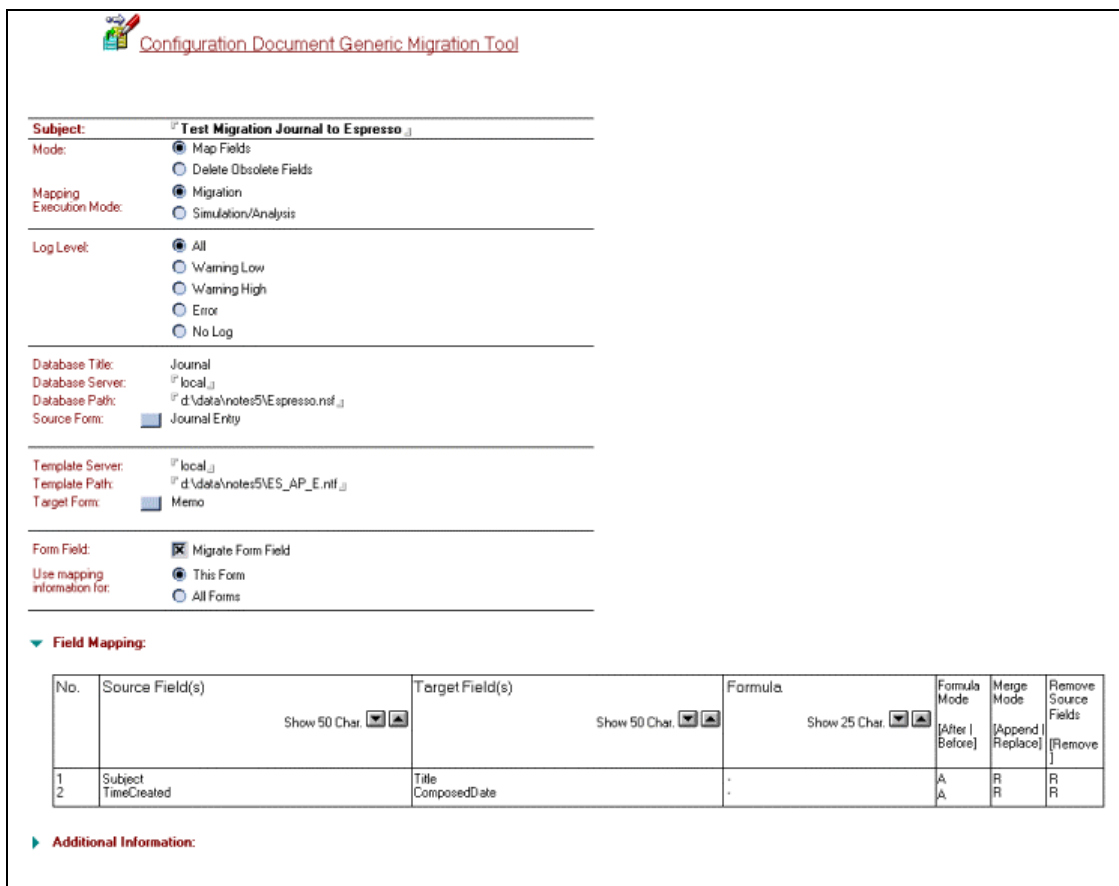 Configuration Document Generic Migration Tool
Subject: Test Migration Journal to Espresso
Mode: Map Fields
Delete Obsolete Fields
Mapping Execution Mode: Migration
Simulation/Analysis
Log Level: All
Warning Low
Warning High
Error
No Log
Database Title: Journal
Database Server: local
Database Path: d:\data\notes5\Espresso.nsf
Source Form: Journal Entry
Template Server: local
Template Path: d:\data\notes5\ES_AP_E.ntf
Target Form: Memo
Form Field: Migrate Form Field
Use mapping information for: This Form
All Forms
Field Mapping:
No. Source Field(s) Target Field(s) Formula Formula Mode Merge Mode Remove Source Fields
Show 50 Char. Show 50 Char. Show 25 Char. [After | Before] [Append | Replace] [Remove ]
1 Subject Title - A R R
2 TimeCreated ComposedDate - A R R
Additional Information: